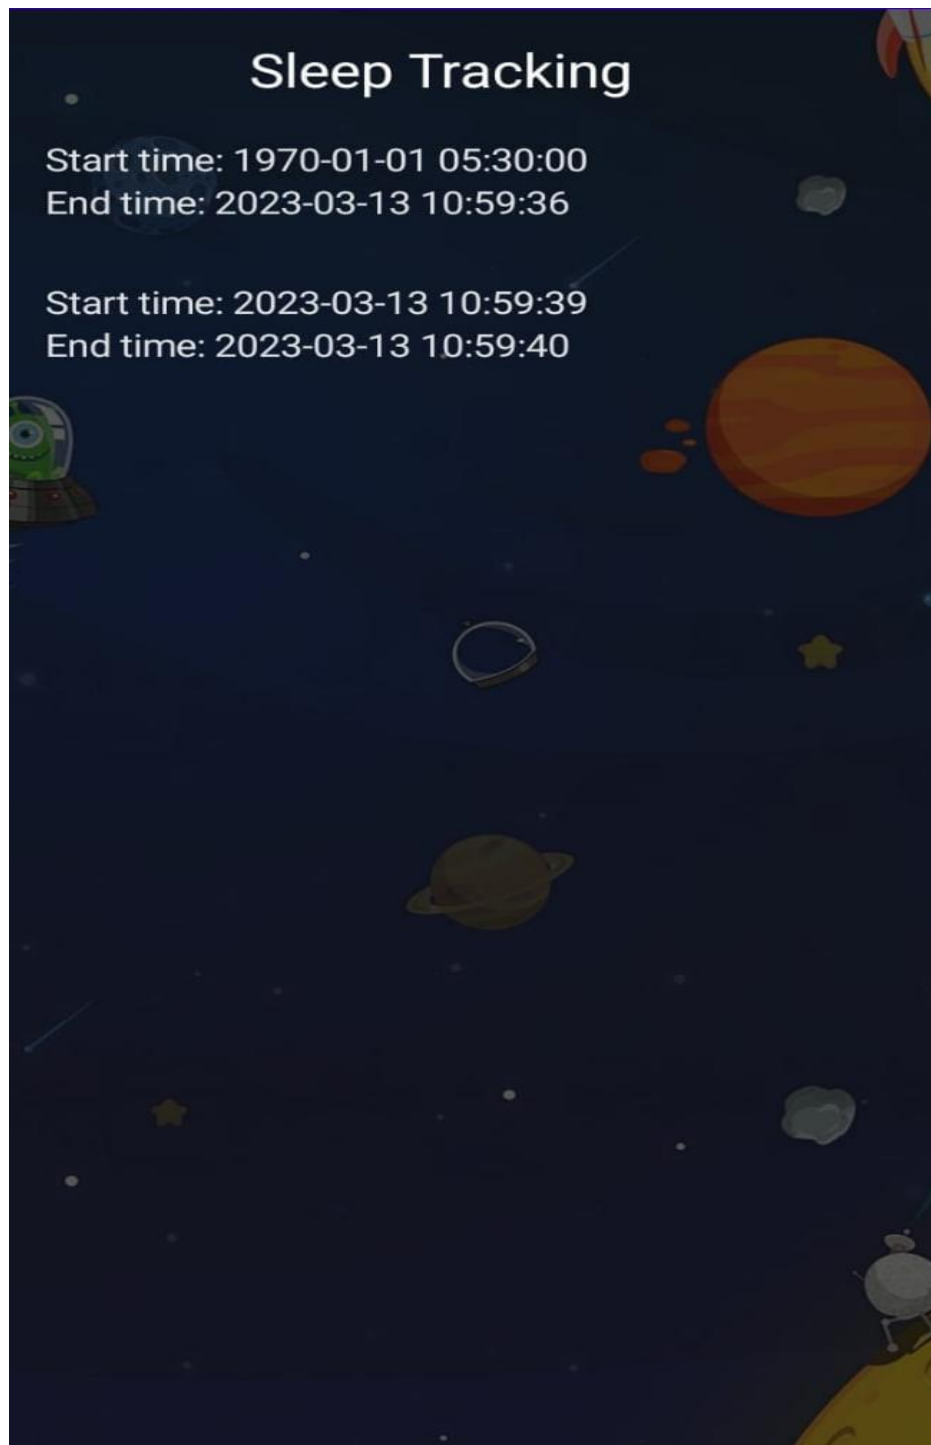 Sleep Tracking
Start time: 1970-01-01 05:30:00
End time: 2023-03-13 10:59:36
Start time: 2023-03-13 10:59:39
End time: 2023-03-13 10:59:40